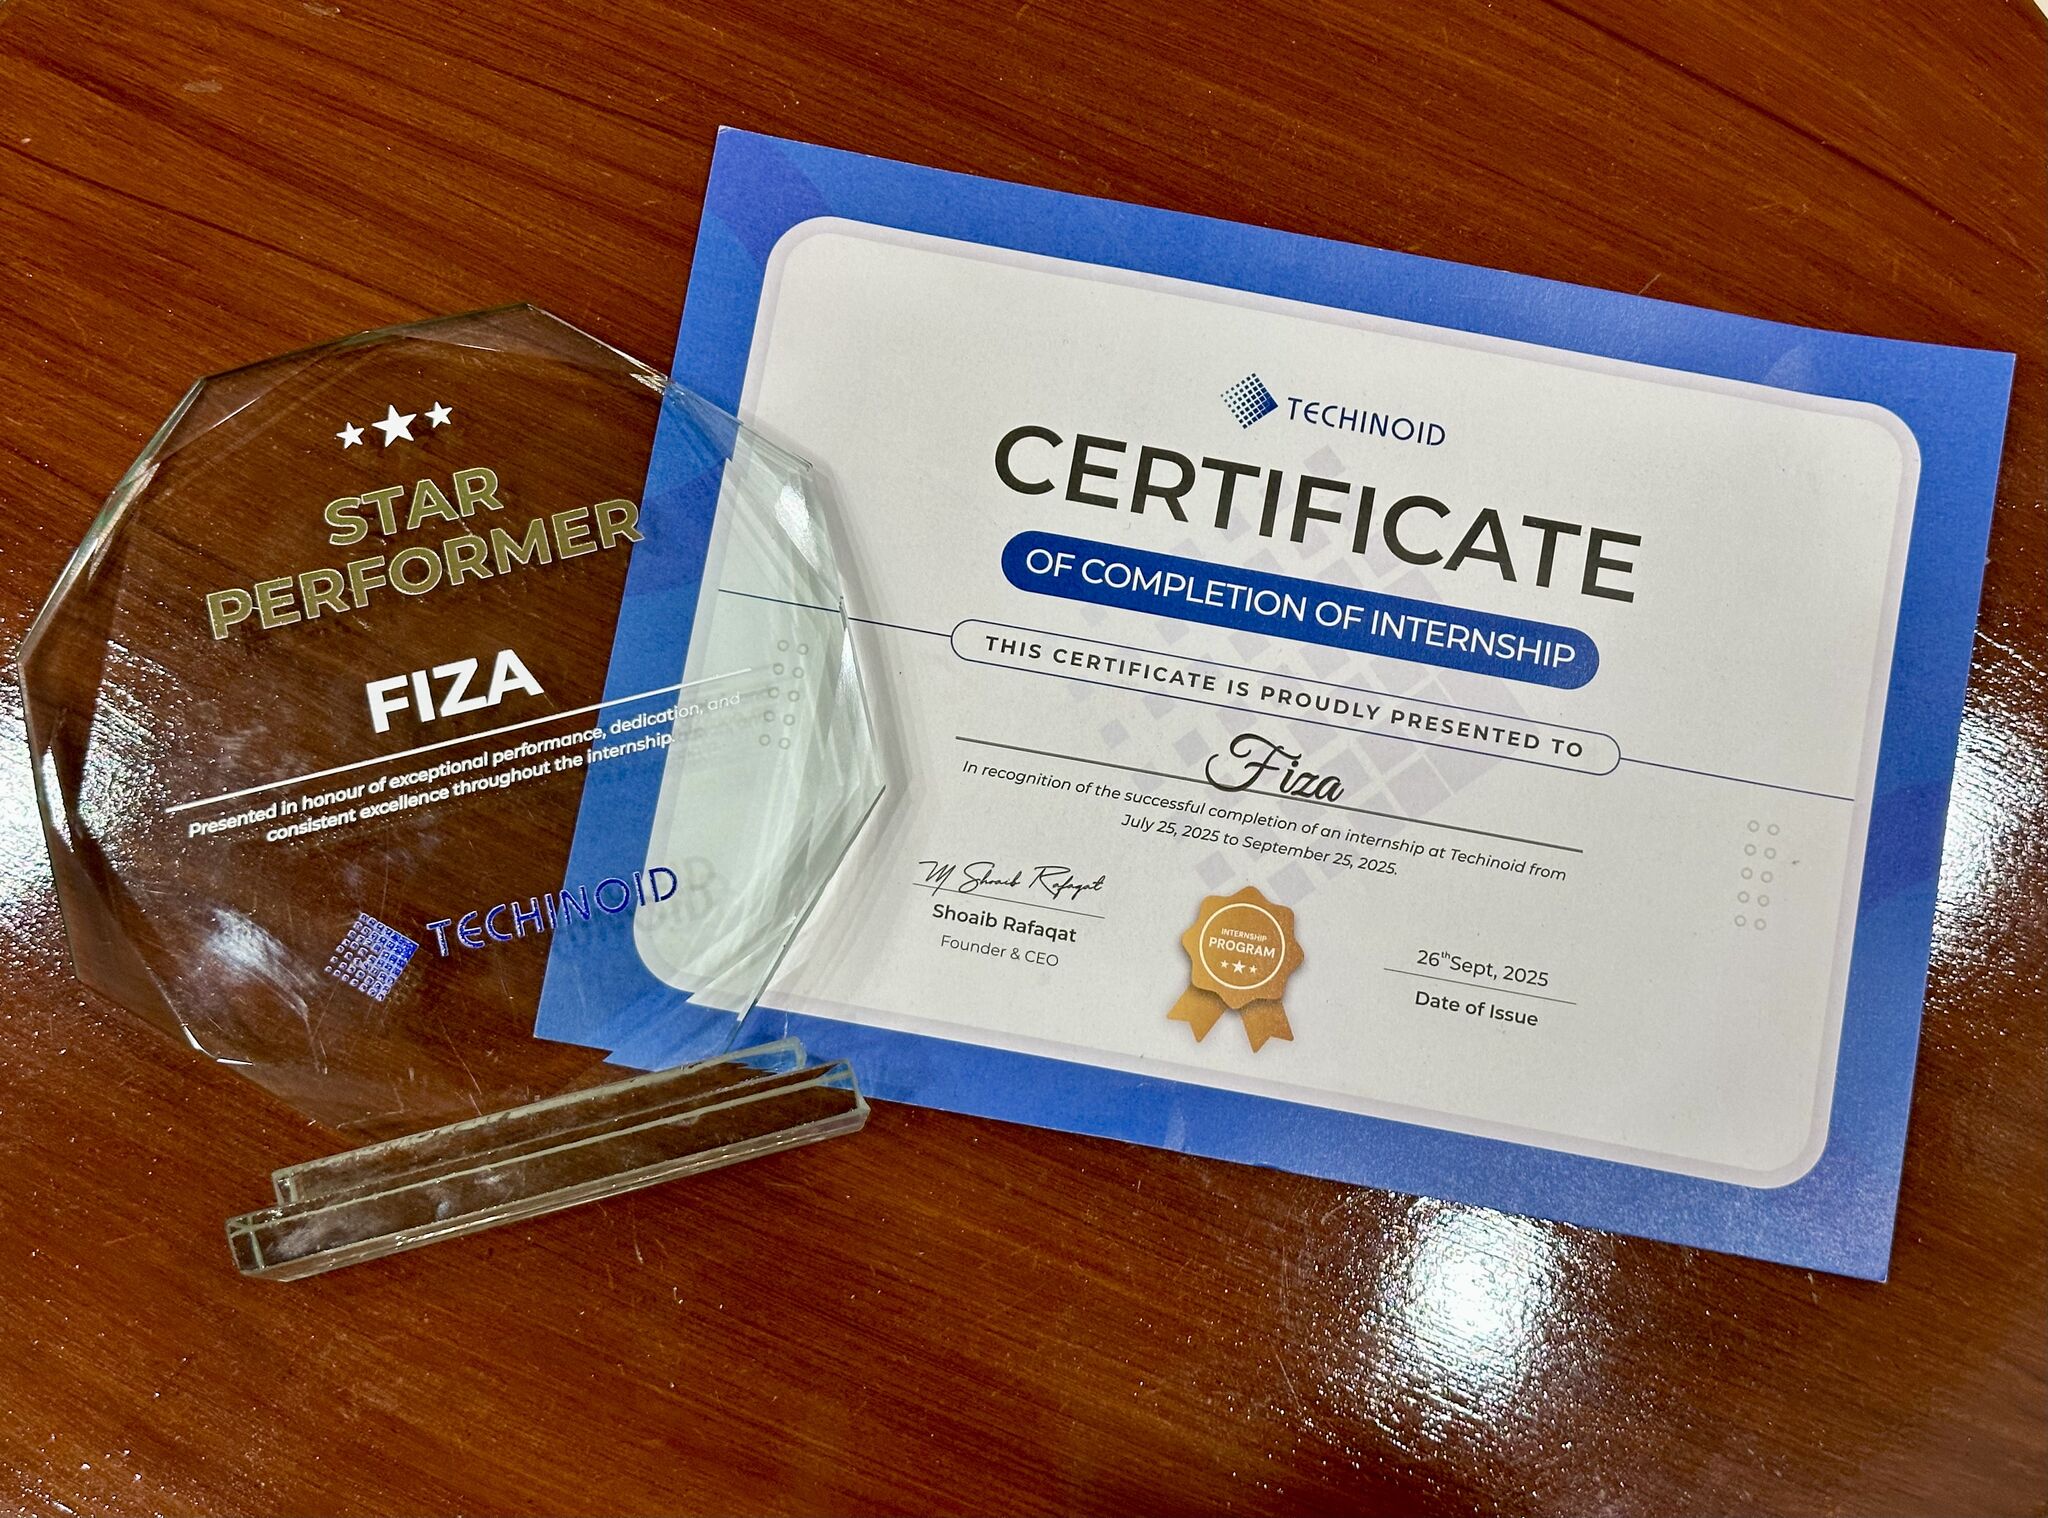 STAR
PERFORMER
FIZA
Presented in honour of exceptional performance, dedication, and
consistent excellence throughout the internship.
TECHINOID
TECHINOID
CERTIFICATE
OF COMPLETION OF INTERNSHIP
THIS CERTIFICATE IS PROUDLY PRESENTED TO
Fiza
In recognition of the successful completion of an internship at Techinoid from
July 25, 2025 to September 25, 2025.
M Shoaib Rafaqat
Shoaib Rafaqat
Founder & CEO
INTERNSHIP
PROGRAM
26thSept, 2025
Date of Issue